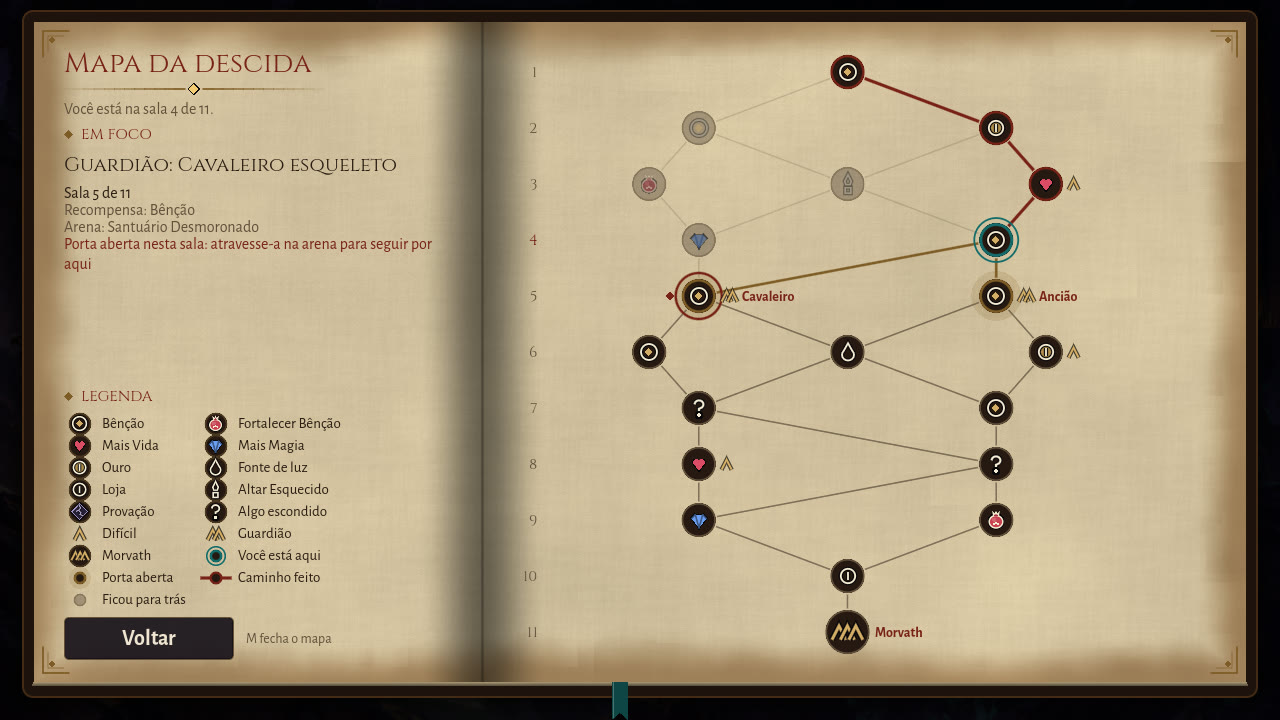 Mapa da descida
Você está na sala 4 de 11.
Em foco
Guardião: Cavaleiro esqueleto
Sala 5 de 11
Recompensa: Bênção
Arena: Santuário Desmoronado
Porta aberta nesta sala: atravesse-a na arena para seguir por
aqui
Legenda
Bênção
Fortalecer Bênção
Mais Vida
Mais Magia
Ouro
Fonte de luz
Loja
Altar Esquecido
Provação
? Algo escondido
Difícil
Guardião
Morvath
Você está aqui
Porta aberta
Caminho feito
Ficou para trás
Voltar
M fecha o mapa
1
2
3
4
5
Cavaleiro
Ancião
6
7
?
8
?
9
10
11
Morvath